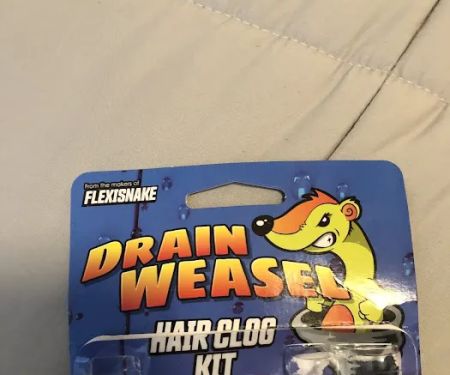 From the makers of
FLEXISNAKE
DRAIN
WEASEL
HAIR CLOG
KIT